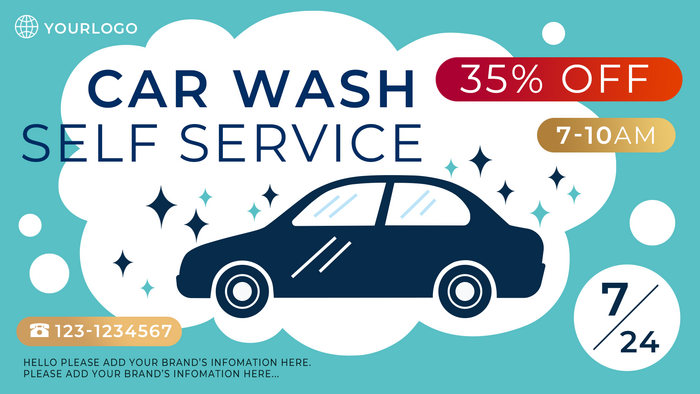 YOURLOGO
CAR WASH
SELF SERVICE
35% OFF
7-10AM
7/24
☎ 123-1234567
HELLO PLEASE ADD YOUR BRAND'S INFOMATION HERE.
PLEASE ADD YOUR BRAND'S INFOMATION HERE...